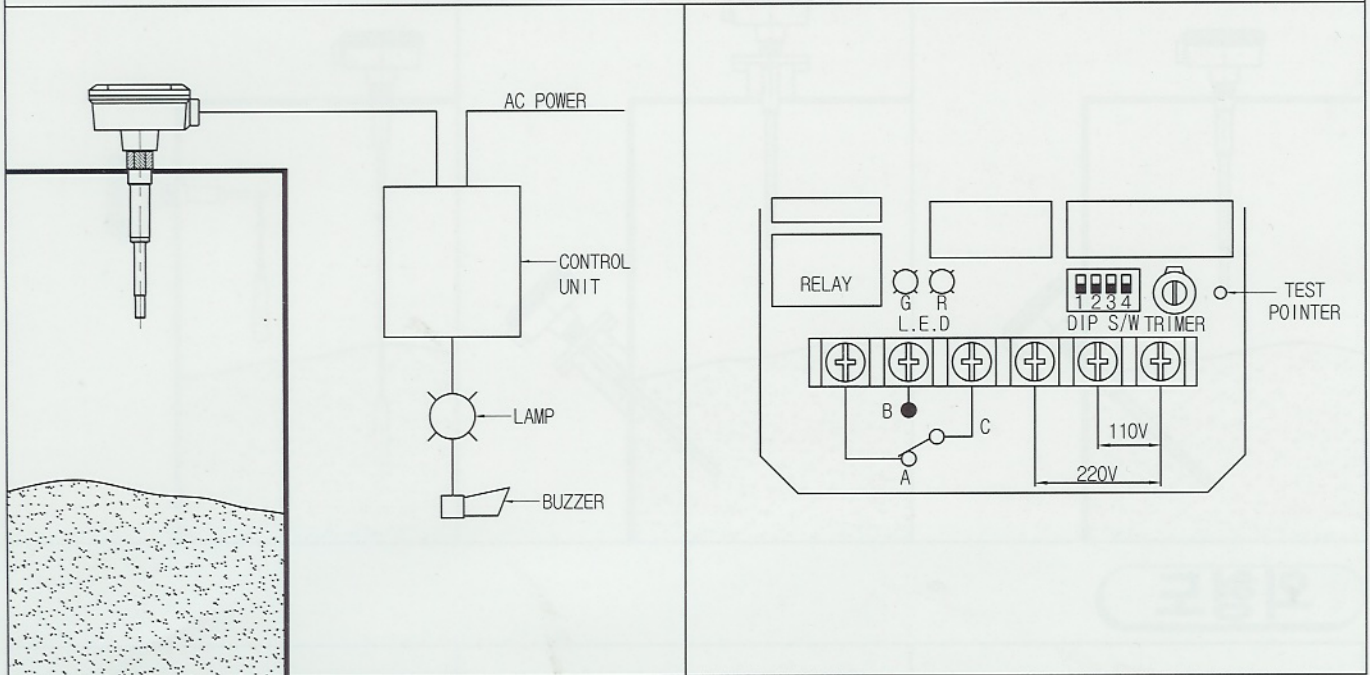 AC POWER
CONTROL
UNIT
LAMP
BUZZER
RELAY
G R
L.E.D
1 2 3 4
DIP S/W
TRIMER
TEST
POINTER
B
C
A
110V
220V